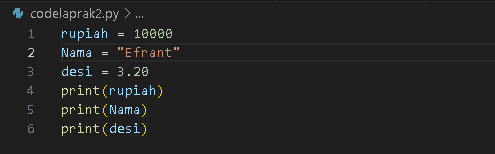 codelaprak2.py > ...
1 rupiah = 10000
2 Nama = "Efrant"
3 desi = 3.20
4 print(rupiah)
5 print(Nama)
6 print(desi)